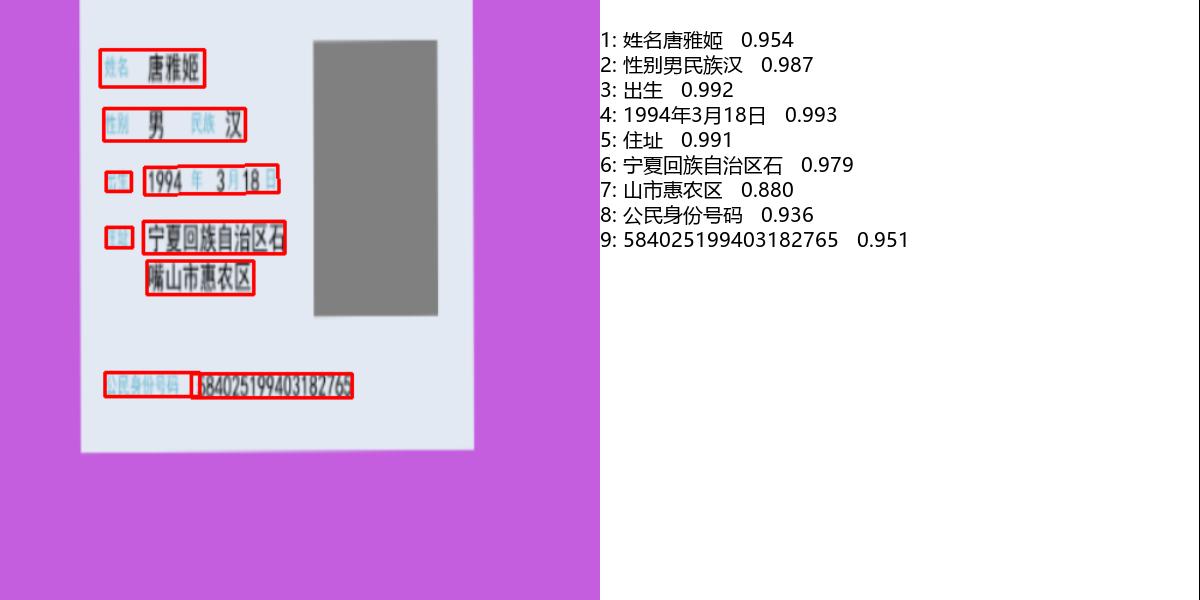 姓名 唐雅姬
性别 男 民族 汉
出生 1994 年 3 月 18 日
住址 宁夏回族自治区石
嘴山市惠农区
公民身份号码 584025199403182765
1: 姓名唐雅姬 0.954
2: 性别男民族汉 0.987
3: 出生 0.992
4: 1994年3月18日 0.993
5: 住址 0.991
6: 宁夏回族自治区石 0.979
7: 山市惠农区 0.880
8: 公民身份号码 0.936
9: 584025199403182765 0.951